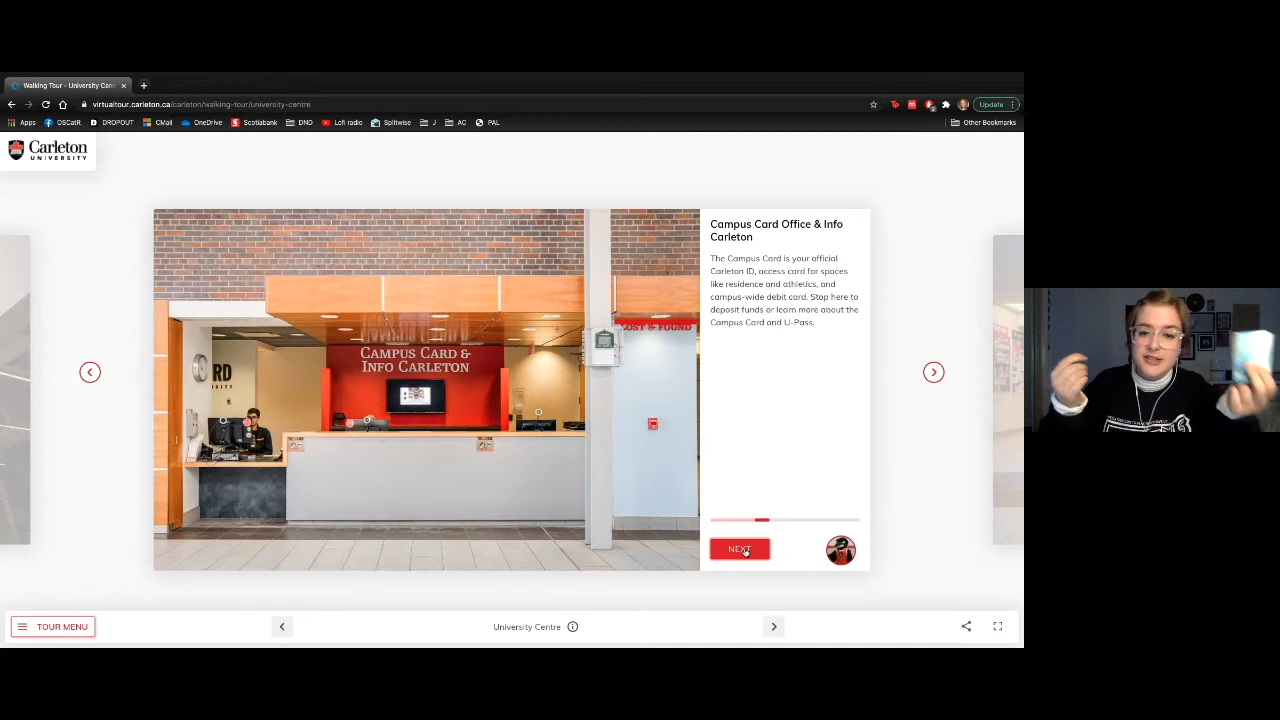 Walking Tour - University Cent
virtualtour.carleton.ca/carleton/walking-tour/university-centre
Update
Apps OSCatR DROPOUT GMail OneDrive Scotiabank DND Lofi radio Splitwise J AC PAL Other Bookmarks
Carleton
UNIVERSITY
CAMPUS CARD &
INFO CARLETON
LOST & FOUND
RD
Campus Card Office & Info
Carleton
The Campus Card is your official
Carleton ID, access card for spaces
like residence and athletics, and
campus-wide debit card. Stop here to
deposit funds or learn more about the
Campus Card and U-Pass.
NEXT
TOUR MENU
University Centre